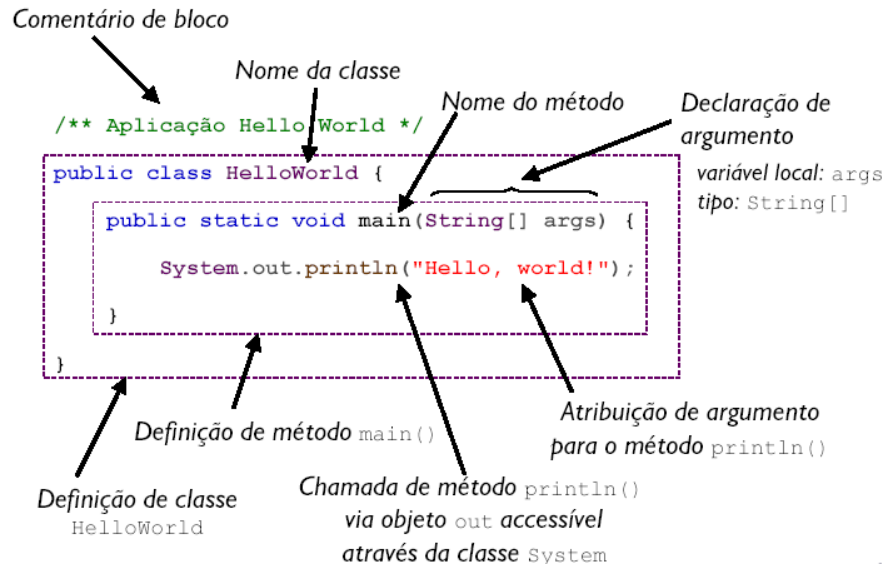 Comentário de bloco
Nome da classe
Nome do método
Declaração de
argumento
variável local: args
tipo: String[]
/** Aplicação Hello World */
public class HelloWorld {
public static void main(String[] args) {
System.out.println("Hello, world!");
}
}
Definição de método main()
Atribuição de argumento
para o método println()
Definição de classe
HelloWorld
Chamada de método println()
via objeto out accessível
através da classe System